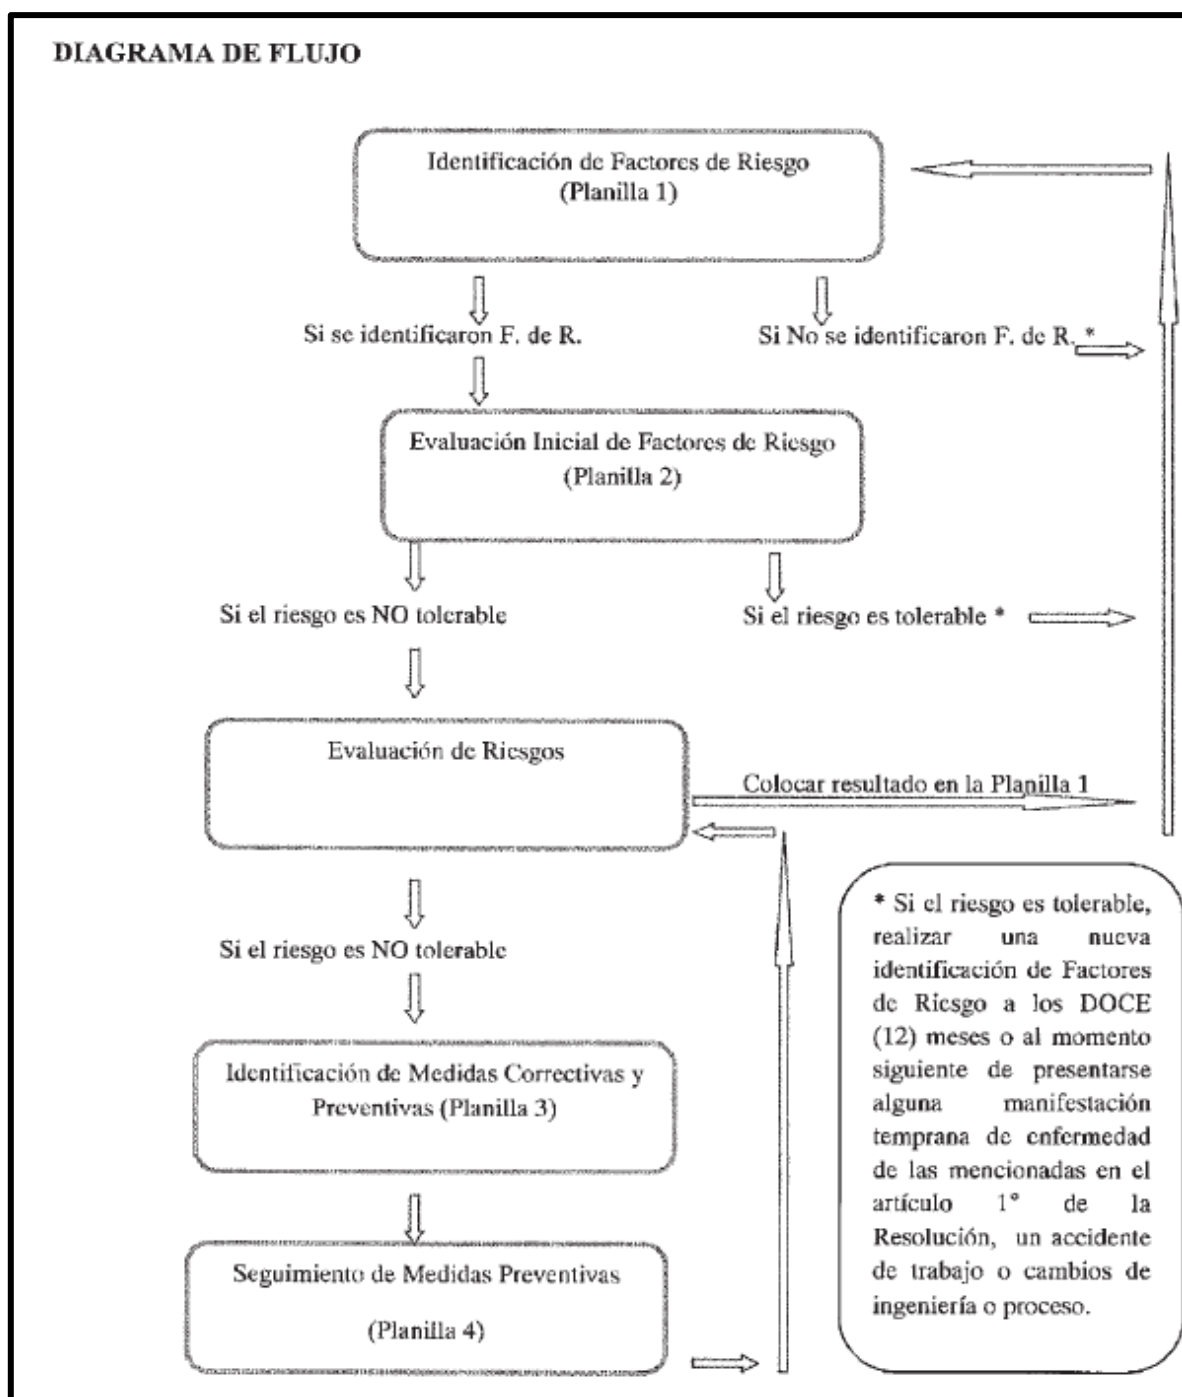 DIAGRAMA DE FLUJO
Identificación de Factores de Riesgo
(Planilla 1)
Si se identificaron F. de R.
Si No se identificaron F. de R. *
Evaluación Inicial de Factores de Riesgo
(Planilla 2)
Si el riesgo es NO tolerable
Si el riesgo es tolerable *
Evaluación de Riesgos
Colocar resultado en la Planilla 1
Si el riesgo es NO tolerable
Identificación de Medidas Correctivas y
Preventivas (Planilla 3)
Seguimiento de Medidas Preventivas
(Planilla 4)
* Si el riesgo es tolerable,
realizar una nueva
identificación de Factores
de Riesgo a los DOCE
(12) meses o al momento
siguiente de presentarse
alguna manifestación
temprana de enfermedad
de las mencionadas en el
artículo 1° de la
Resolución, un accidente
de trabajo o cambios de
ingeniería o proceso.